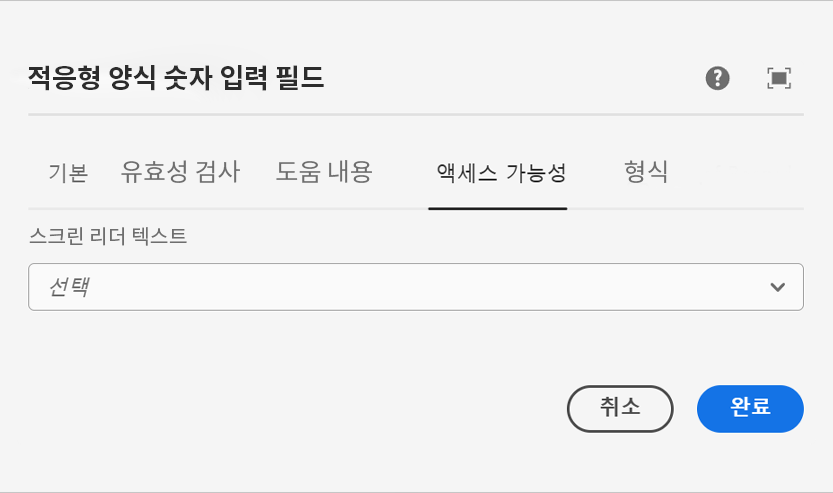 적응형 양식 숫자 입력 필드
기본 유효성 검사 도움 내용 액세스 가능성 형식
스크린 리더 텍스트
선택
취소 완료